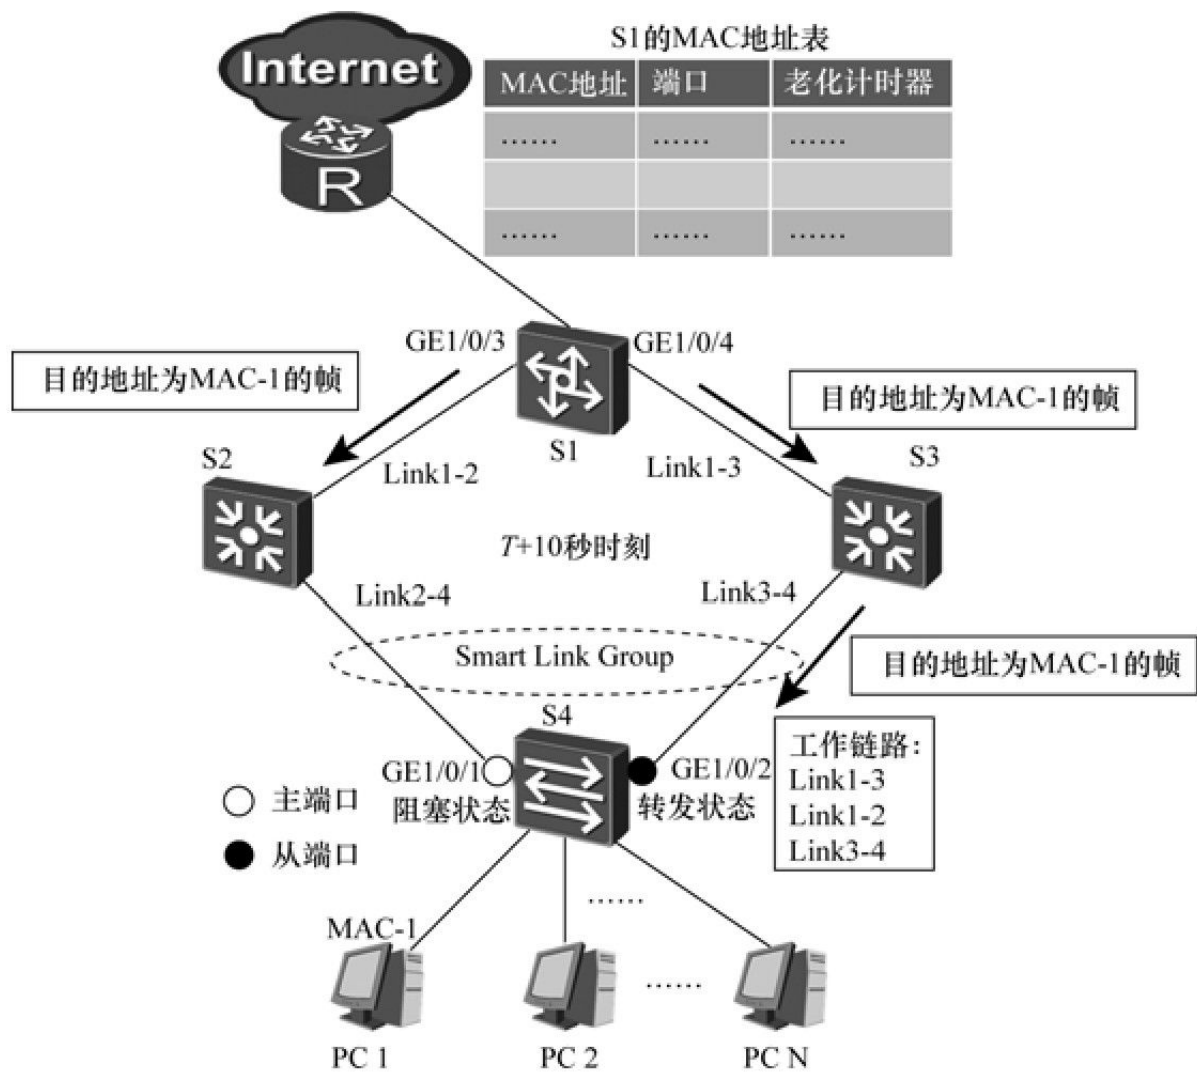 Internet
R
S1的MAC地址表
MAC地址 端口 老化计时器
…… …… ……
…… …… ……
GE1/0/3
GE1/0/4
目的地址为MAC-1的帧
目的地址为MAC-1的帧
S1
S2
S3
Link1-2
Link1-3
T+10秒时刻
Link2-4
Link3-4
Smart Link Group
目的地址为MAC-1的帧
S4
GE1/0/1
阻塞状态
GE1/0/2
转发状态
工作链路：
Link1-3
Link1-2
Link3-4
主端口
从端口
……
MAC-1
……
PC 1
PC 2
PC N